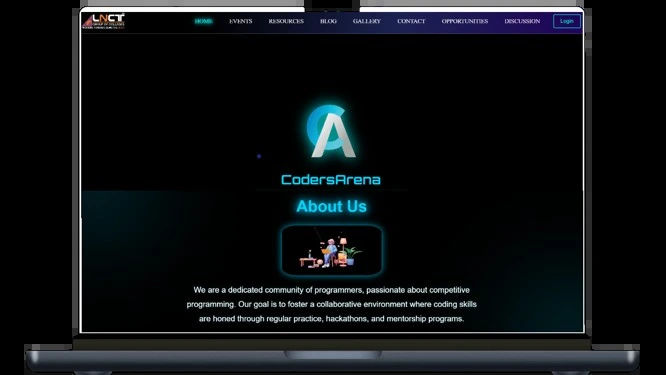 LNCT
GROUP OF COLLEGES
HOME EVENTS RESOURCES BLOG GALLERY CONTACT OPPORTUNITIES DISCUSSION Login
CA
CodersArena
About Us
We are a dedicated community of programmers, passionate about competitive
programming. Our goal is to foster a collaborative environment where coding skills
are honed through regular practice, hackathons, and mentorship programs.